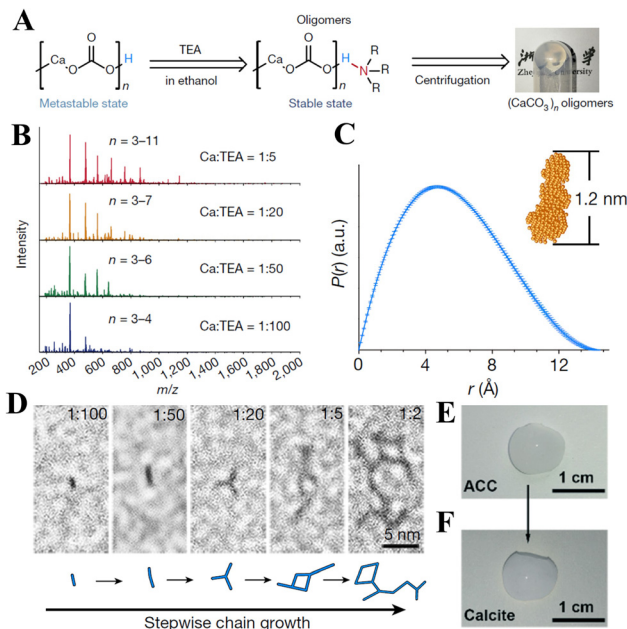 A
Oligomers
Ca
O
O
O
H
n
TEA
in ethanol
Ca
O
O
O
H
n
N
R
R
R
Centrifugation
浙
学
Metastable state
Stable state
(CaCO3)n oligomers
B
n = 3–11
Ca:TEA = 1:5
n = 3–7
Ca:TEA = 1:20
n = 3–6
Ca:TEA = 1:50
n = 3–4
Ca:TEA = 1:100
Intensity
200 400 600 800 1,000 1,200 1,400 1,600 1,800 2,000
m/z
C
1.2 nm
P(r) (a.u.)
0 4 8 12
r (Å)
D
1:100 1:50 1:20 1:5 1:2
5 nm
Stepwise chain growth
E
ACC
1 cm
F
Calcite
1 cm